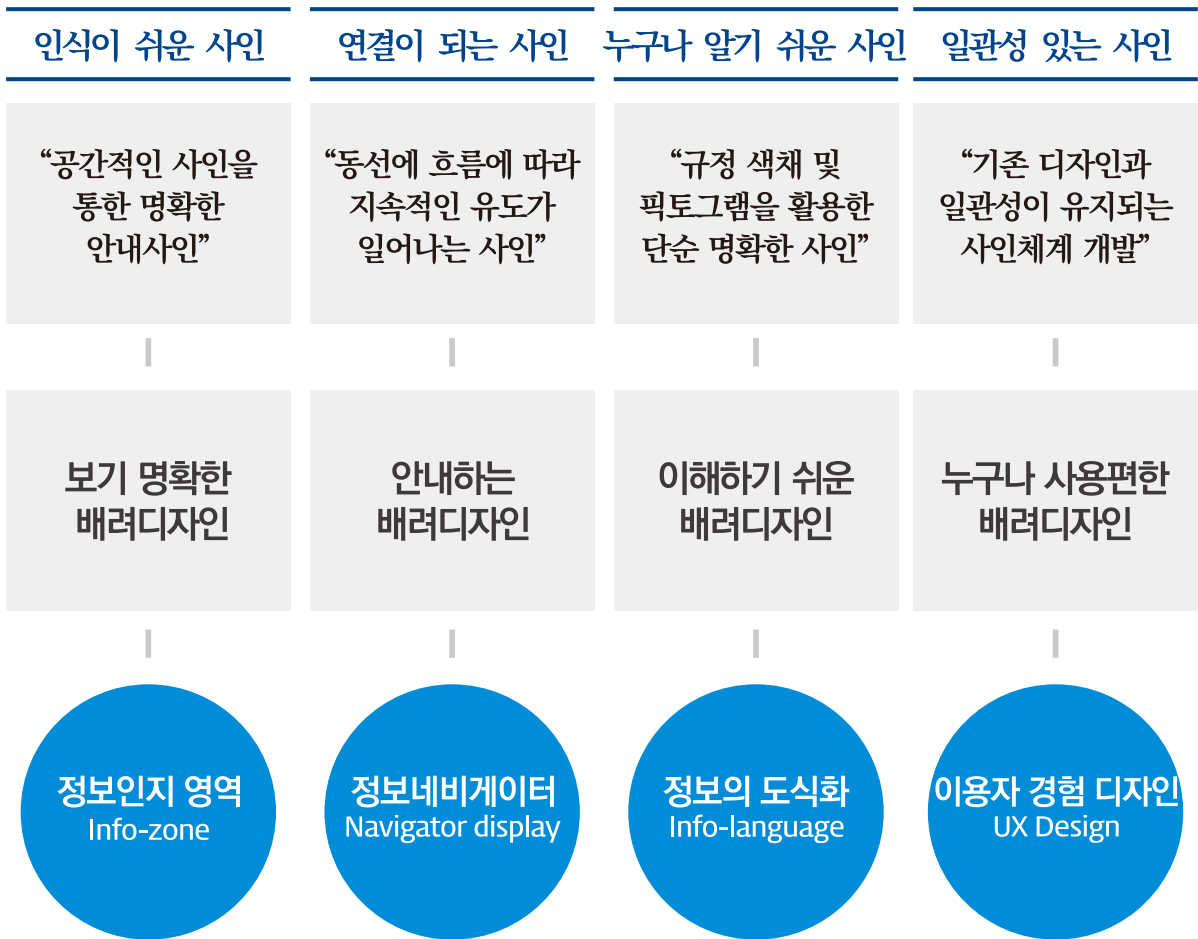 인식이 쉬운 사인
“공간적인 사인을
통한 명확한
안내사인”
보기 명확한
배려디자인
정보인지 영역
Info-zone
연결이 되는 사인
“동선에 흐름에 따라
지속적인 유도가
일어나는 사인”
안내하는
배려디자인
정보네비게이터
Navigator display
누구나 알기 쉬운 사인
“규정 색채 및
픽토그램을 활용한
단순 명확한 사인”
이해하기 쉬운
배려디자인
정보의 도식화
Info-language
일관성 있는 사인
“기존 디자인과
일관성이 유지되는
사인체계 개발”
누구나 사용편한
배려디자인
이용자 경험 디자인
UX Design